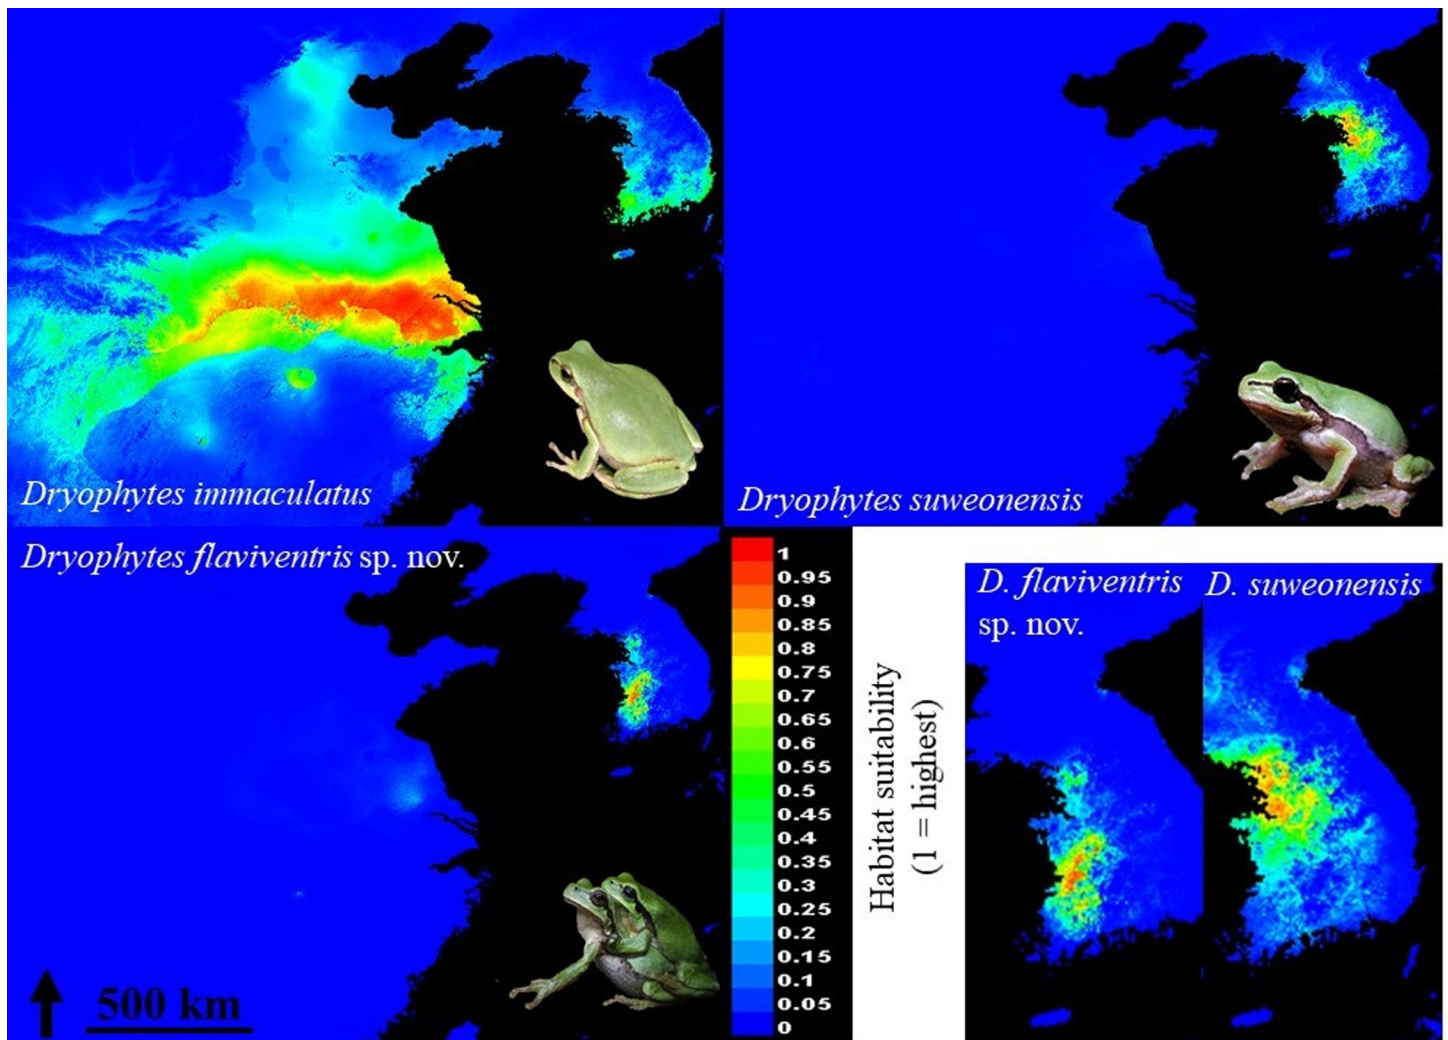 Dryophytes immaculatus
Dryophytes suweonensis
Dryophytes flaviventris sp. nov.
500 km
1
0.95
0.9
0.85
0.8
0.75
0.7
0.65
0.6
0.55
0.5
0.45
0.4
0.35
0.3
0.25
0.2
0.15
0.1
0.05
0
Habitat suitability
(1 = highest)
D. flaviventris
sp. nov.
D. suweonensis